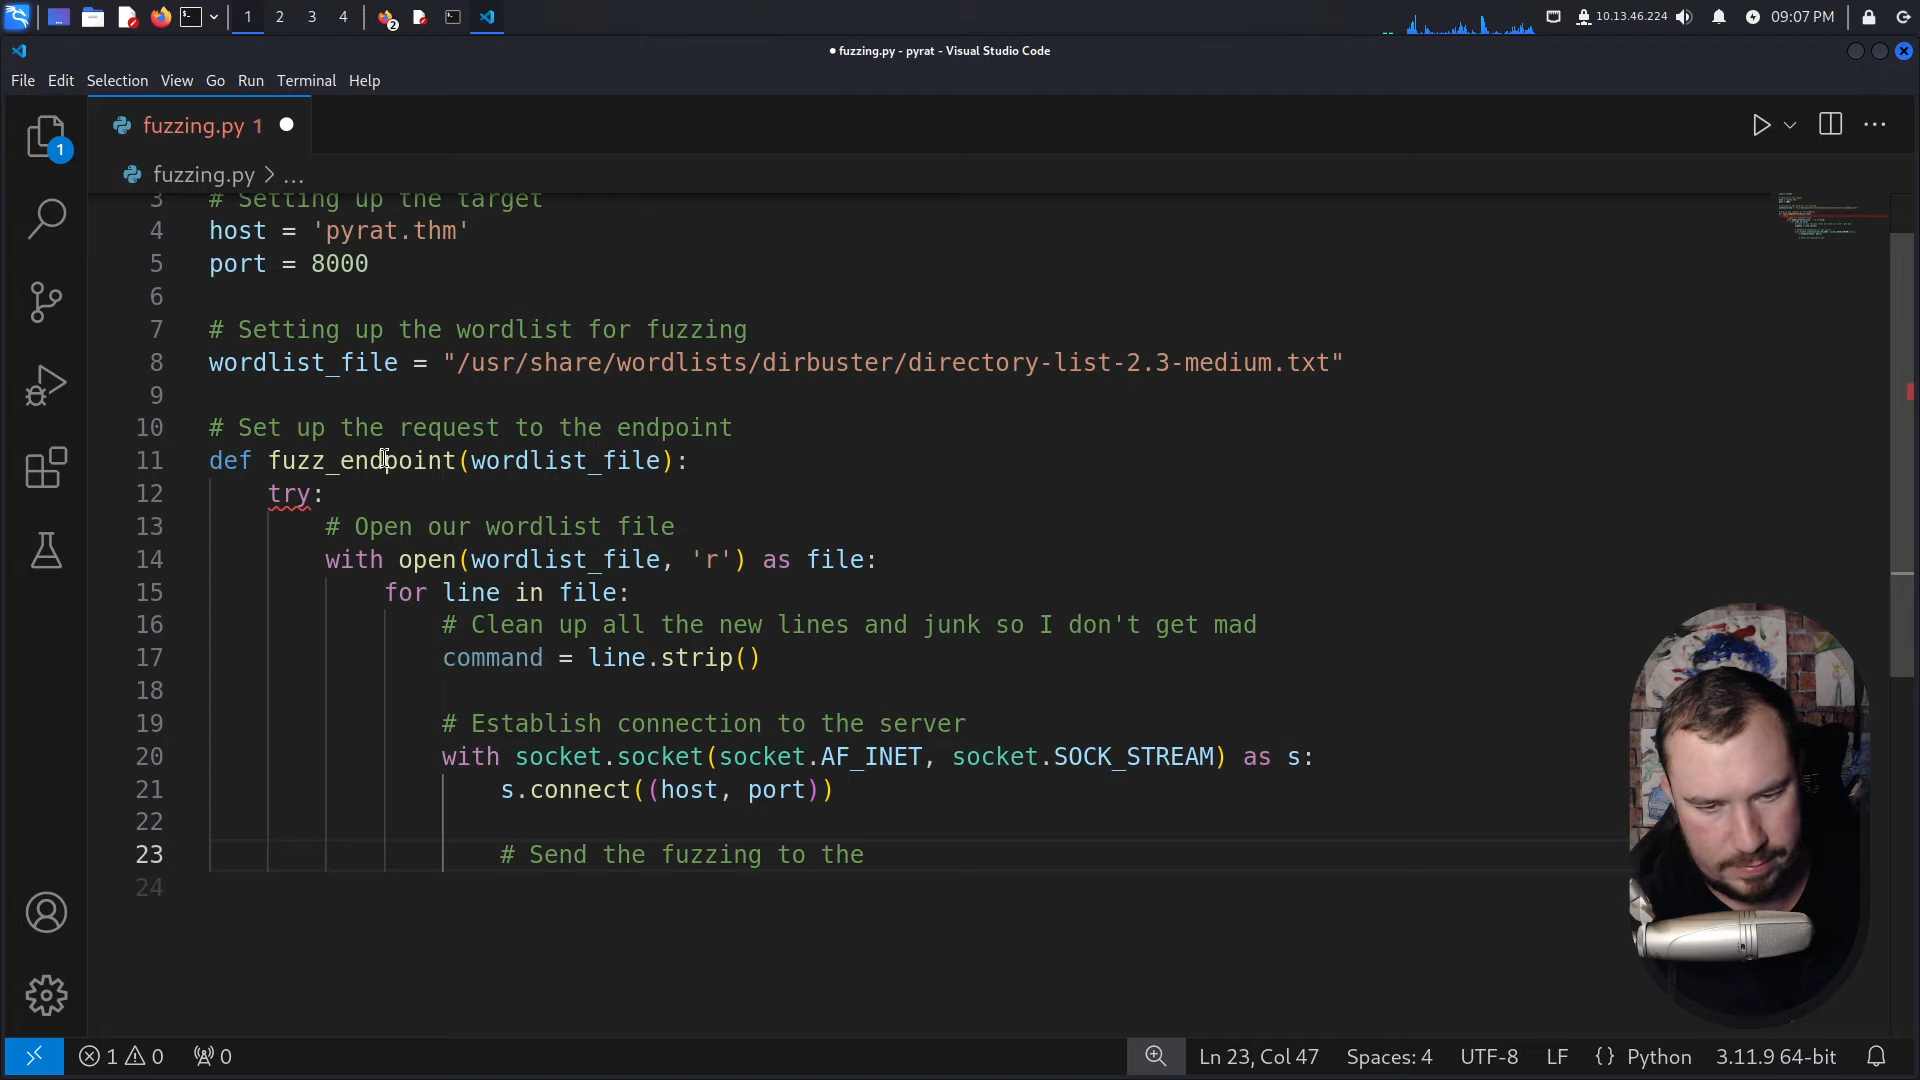 1 2 3 4 2 10.13.46.224 09:07 PM
• fuzzing.py - pyrat - Visual Studio Code
File Edit Selection View Go Run Terminal Help
fuzzing.py 1
1
fuzzing.py > ...
3 # Setting up the target
4 host = 'pyrat.thm'
5 port = 8000
6
7 # Setting up the wordlist for fuzzing
8 wordlist_file = "/usr/share/wordlists/dirbuster/directory-list-2.3-medium.txt"
9
10 # Set up the request to the endpoint
11 def fuzz_endpoint(wordlist_file):
12 try:
13 # Open our wordlist file
14 with open(wordlist_file, 'r') as file:
15 for line in file:
16 # Clean up all the new lines and junk so I don't get mad
17 command = line.strip()
18
19 # Establish connection to the server
20 with socket.socket(socket.AF_INET, socket.SOCK_STREAM) as s:
21 s.connect((host, port))
22
23 # Send the fuzzing to the
24
1 0 0 Ln 23, Col 47 Spaces: 4 UTF-8 LF {} Python 3.11.9 64-bit